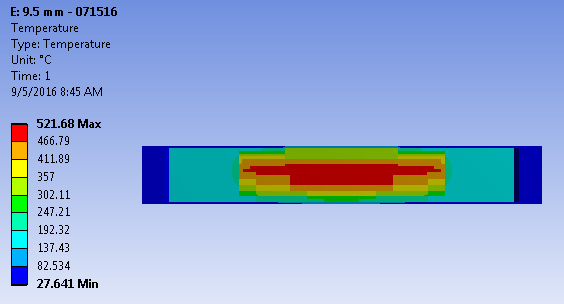 E: 9.5 mm - 071516
Temperature
Type: Temperature
Unit: °C
Time: 1
9/5/2016 8:45 AM
521.68 Max
466.79
411.89
357
302.11
247.21
192.32
137.43
82.534
27.641 Min